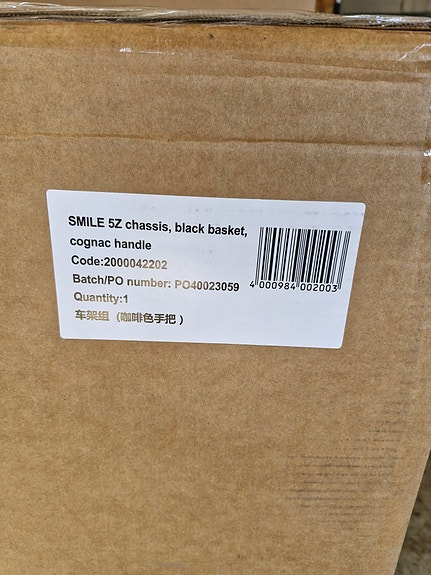 SMILE 5Z chassis, black basket,
cognac handle
Code:2000042202
Batch/PO number: PO40023059
Quantity:1
车架组（咖啡色手把 ）
4 000984 002003